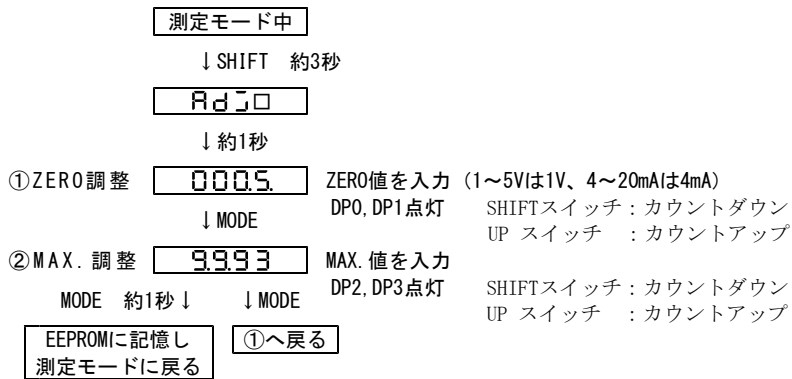 測定モード中
↓SHIFT 約3秒
AdJ□
↓約1秒
①ZERO調整 000.5. ZERO値を入力 (1～5Vは1V、4～20mAは4mA)
DP0,DP1点灯 SHIFTスイッチ：カウントダウン
↓MODE UP スイッチ ：カウントアップ
②MAX.調整 9.9.93 MAX.値を入力
MODE 約1秒↓ ↓MODE DP2,DP3点灯 SHIFTスイッチ：カウントダウン
UP スイッチ ：カウントアップ
EEPROMに記憶し ①へ戻る
測定モードに戻る